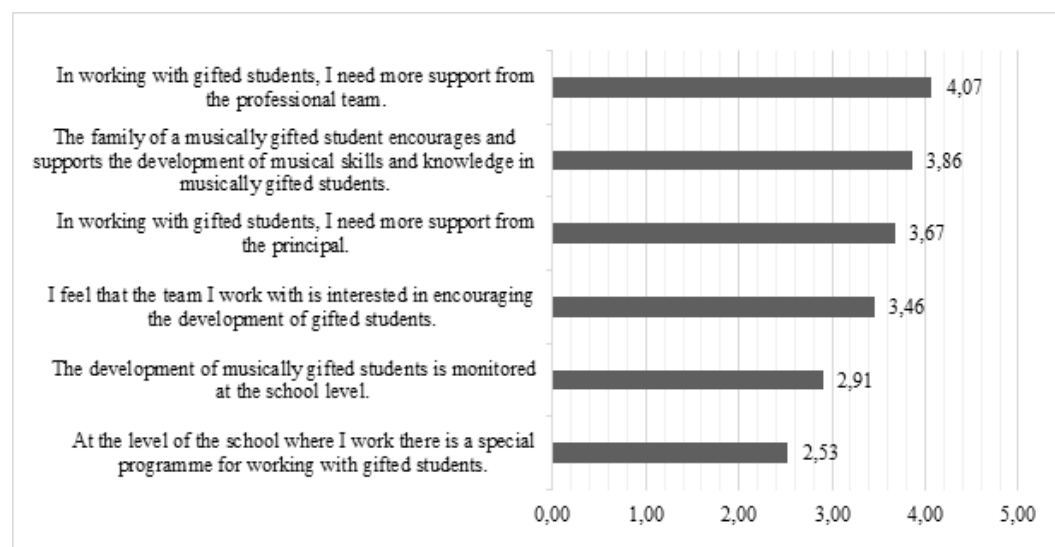 In working with gifted students, I need more support from
the professional team.
4,07
The family of a musically gifted student encourages and
supports the development of musical skills and knowledge in
musically gifted students.
3,86
In working with gifted students, I need more support from
the principal.
3,67
I feel that the team I work with is interested in encouraging
the development of gifted students.
3,46
The development of musically gifted students is monitored
at the school level.
2,91
At the level of the school where I work there is a special
programme for working with gifted students.
2,53
0,00 1,00 2,00 3,00 4,00 5,00